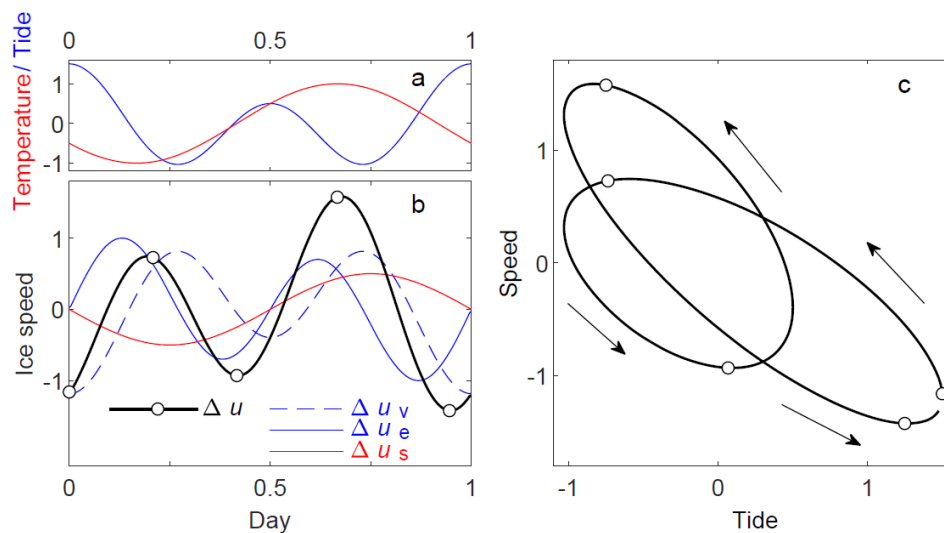 0 0.5 1
Temperature/ Tide
1
0
-1
a
b
Ice speed
1
0
-1
Δ u
Δ u v
Δ u e
Δ u s
0 0.5 1
Day
c
Speed
1
0
-1
-1 0 1
Tide